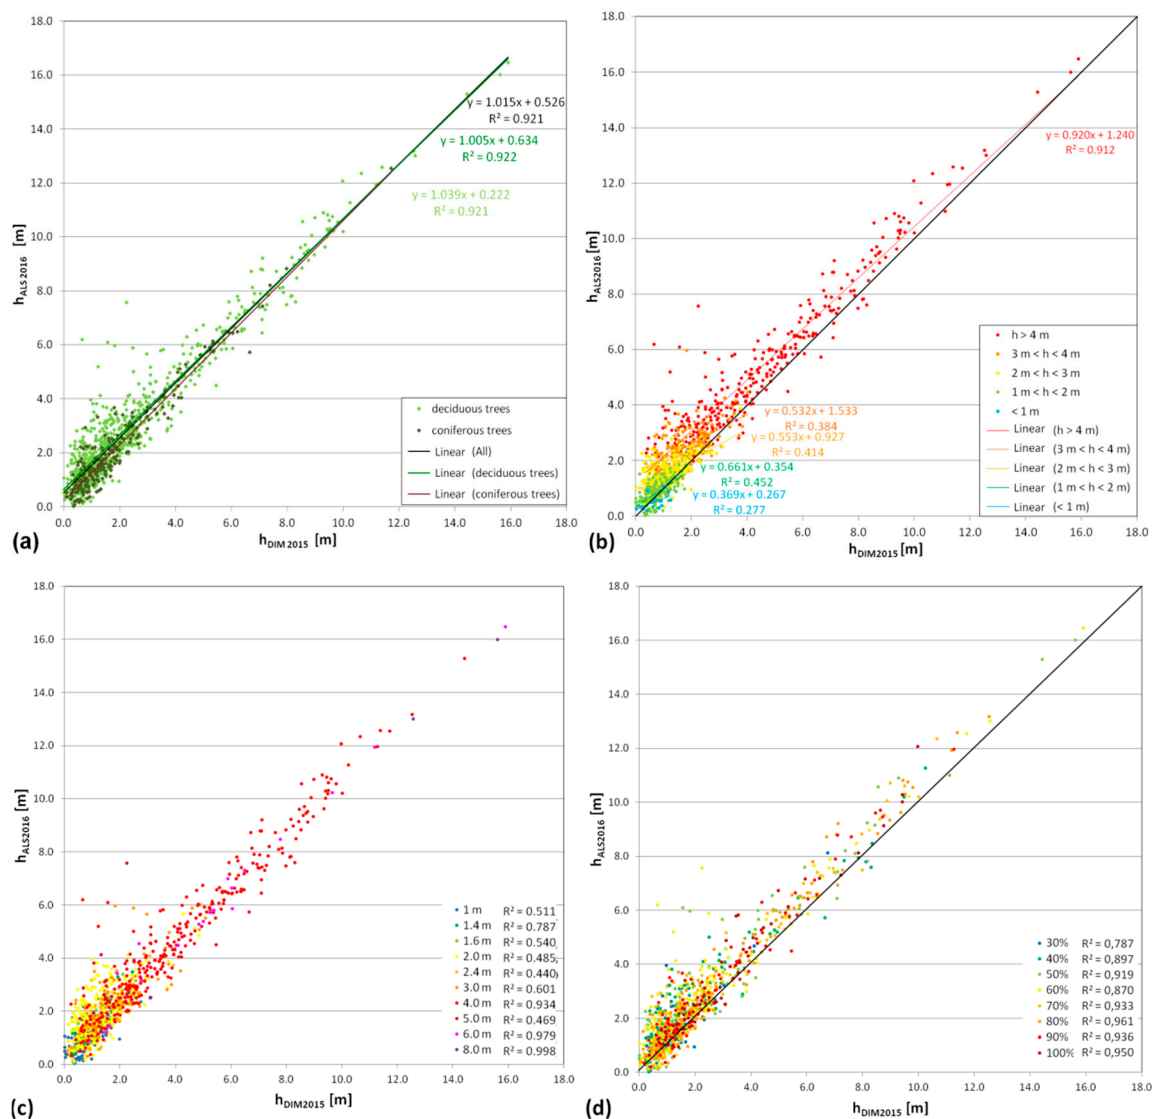 18.0
16.0
14.0
12.0
10.0
8.0
6.0
4.0
2.0
0.0
hALS2016 [m]
y = 1.015x + 0.526
R² = 0.921
y = 1.005x + 0.634
R² = 0.922
y = 1.039x + 0.222
R² = 0.921
deciduous trees
coniferous trees
Linear (All)
Linear (deciduous trees)
Linear (coniferous trees)
0.0 2.0 4.0 6.0 8.0 10.0 12.0 14.0 16.0 18.0
hDIM2015 [m]
(a)
18.0
16.0
14.0
12.0
10.0
8.0
6.0
4.0
2.0
0.0
hALS2016 [m]
y = 0.920x + 1.240
R² = 0.912
h > 4 m
3 m < h < 4 m
2 m < h < 3 m
1 m < h < 2 m
< 1 m
Linear (h > 4 m)
Linear (3 m < h < 4 m)
Linear (2 m < h < 3 m)
Linear (1 m < h < 2 m)
Linear (< 1 m)
y = 0.532x + 1.533
R² = 0.384
y = 0.553x + 0.927
R² = 0.414
y = 0.661x + 0.354
R² = 0.452
y = 0.369x + 0.267
R² = 0.277
0.0 2.0 4.0 6.0 8.0 10.0 12.0 14.0 16.0 18.0
hDIM2015 [m]
(b)
18.0
16.0
14.0
12.0
10.0
8.0
6.0
4.0
2.0
0.0
hALS2016 [m]
1 m R² = 0.511
1.4 m R² = 0.787
1.6 m R² = 0.540
2.0 m R² = 0.485
2.4 m R² = 0.440
3.0 m R² = 0.601
4.0 m R² = 0.934
5.0 m R² = 0.469
6.0 m R² = 0.979
8.0 m R² = 0.998
0.0 2.0 4.0 6.0 8.0 10.0 12.0 14.0 16.0 18.0
hDIM2015 [m]
(c)
18.0
16.0
14.0
12.0
10.0
8.0
6.0
4.0
2.0
0.0
hALS2016 [m]
30% R² = 0,787
40% R² = 0,897
50% R² = 0,919
60% R² = 0,870
70% R² = 0,933
80% R² = 0,961
90% R² = 0,936
100% R² = 0,950
0.0 2.0 4.0 6.0 8.0 10.0 12.0 14.0 16.0 18.0
hDIM2015 [m]
(d)